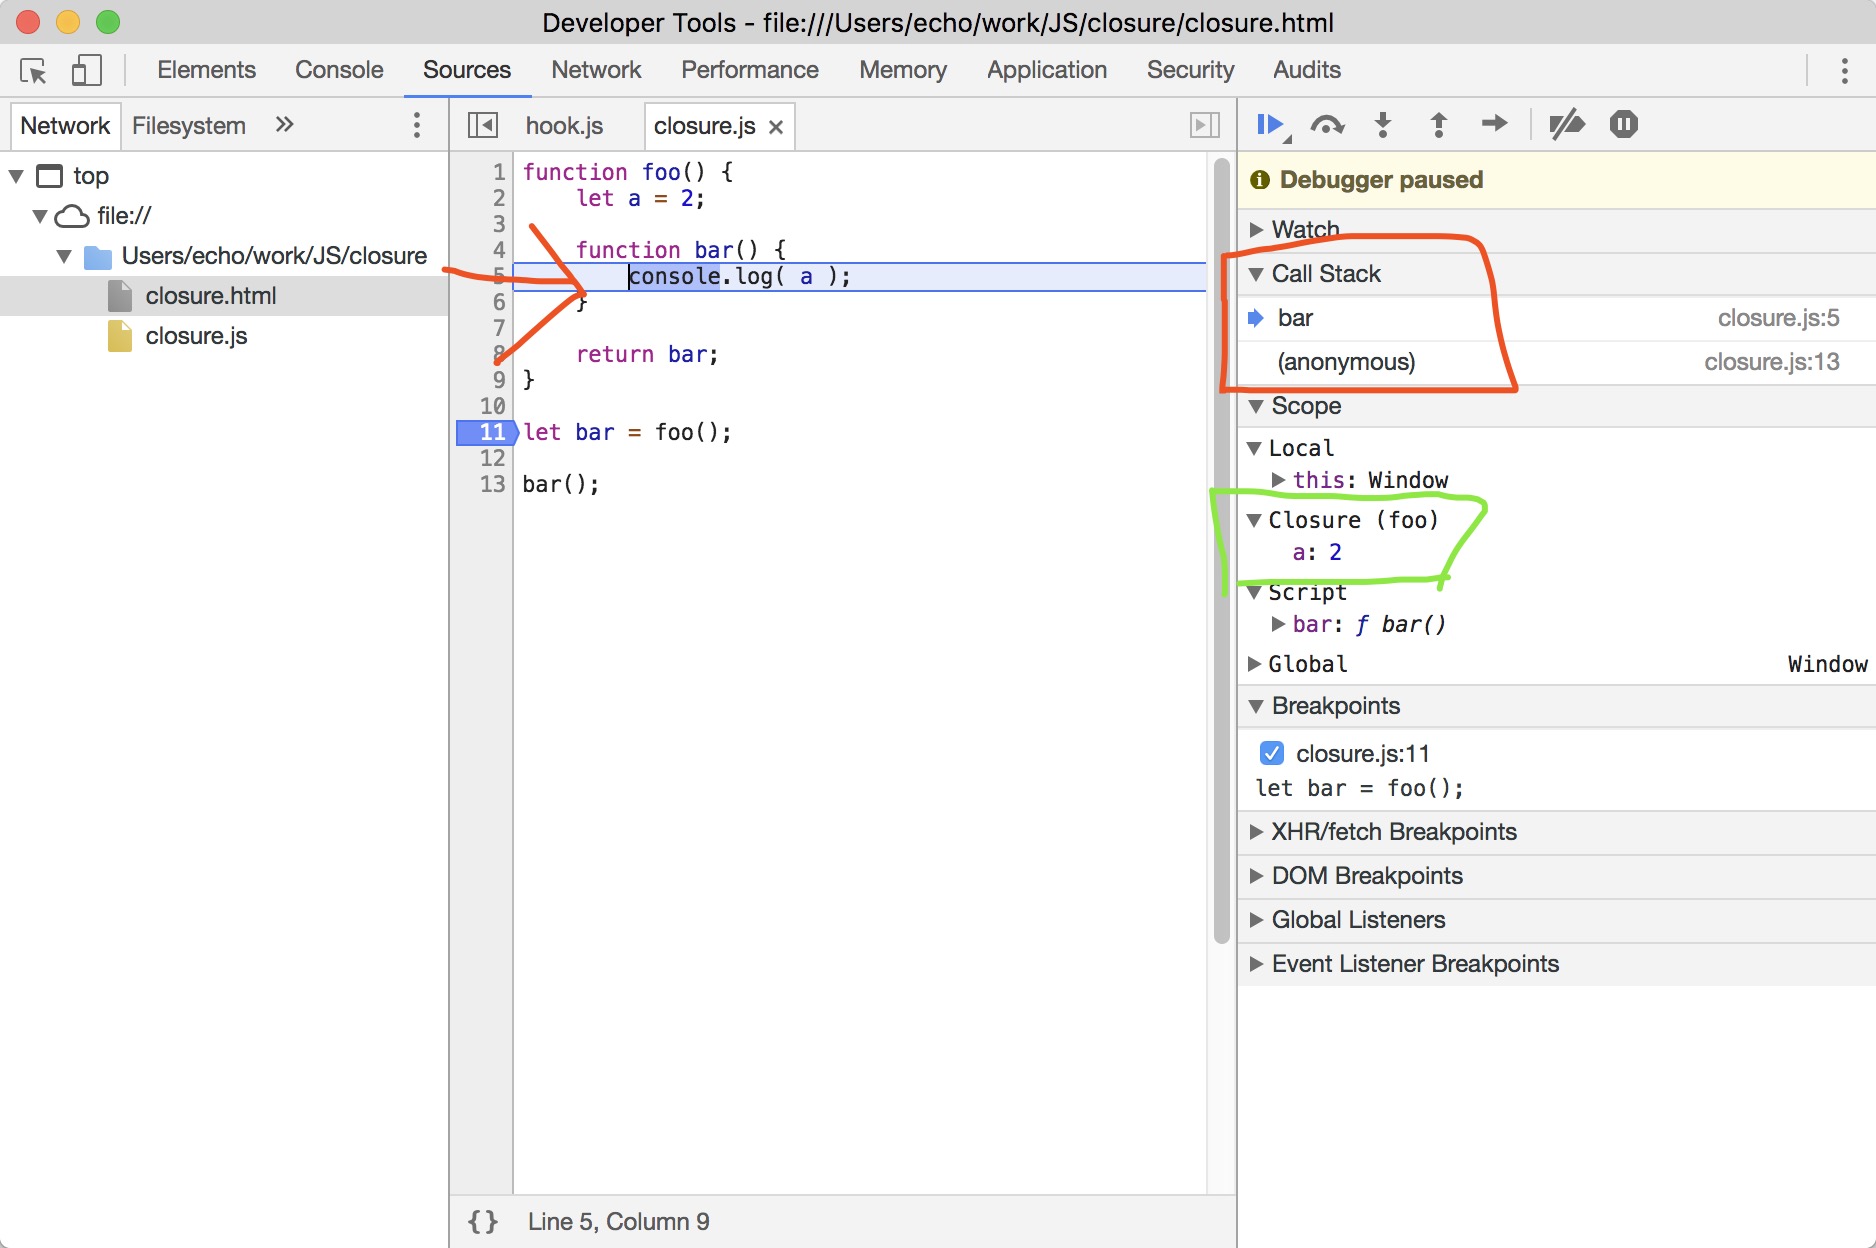 Developer Tools - file:///Users/echo/work/JS/closure/closure.html
Elements Console Sources Network Performance Memory Application Security Audits
Network Filesystem »
top
file://
Users/echo/work/JS/closure
closure.html
closure.js
hook.js closure.js ×
1 function foo() {
2 let a = 2;
3
4 function bar() {
5 console.log( a );
6 }
7
8 return bar;
9 }
10
11 let bar = foo();
12
13 bar();
{} Line 5, Column 9
Debugger paused
Watch
Call Stack
bar closure.js:5
(anonymous) closure.js:13
Scope
Local
this: Window
Closure (foo)
a: 2
Script
bar: ƒ bar()
Global Window
Breakpoints
closure.js:11
let bar = foo();
XHR/fetch Breakpoints
DOM Breakpoints
Global Listeners
Event Listener Breakpoints